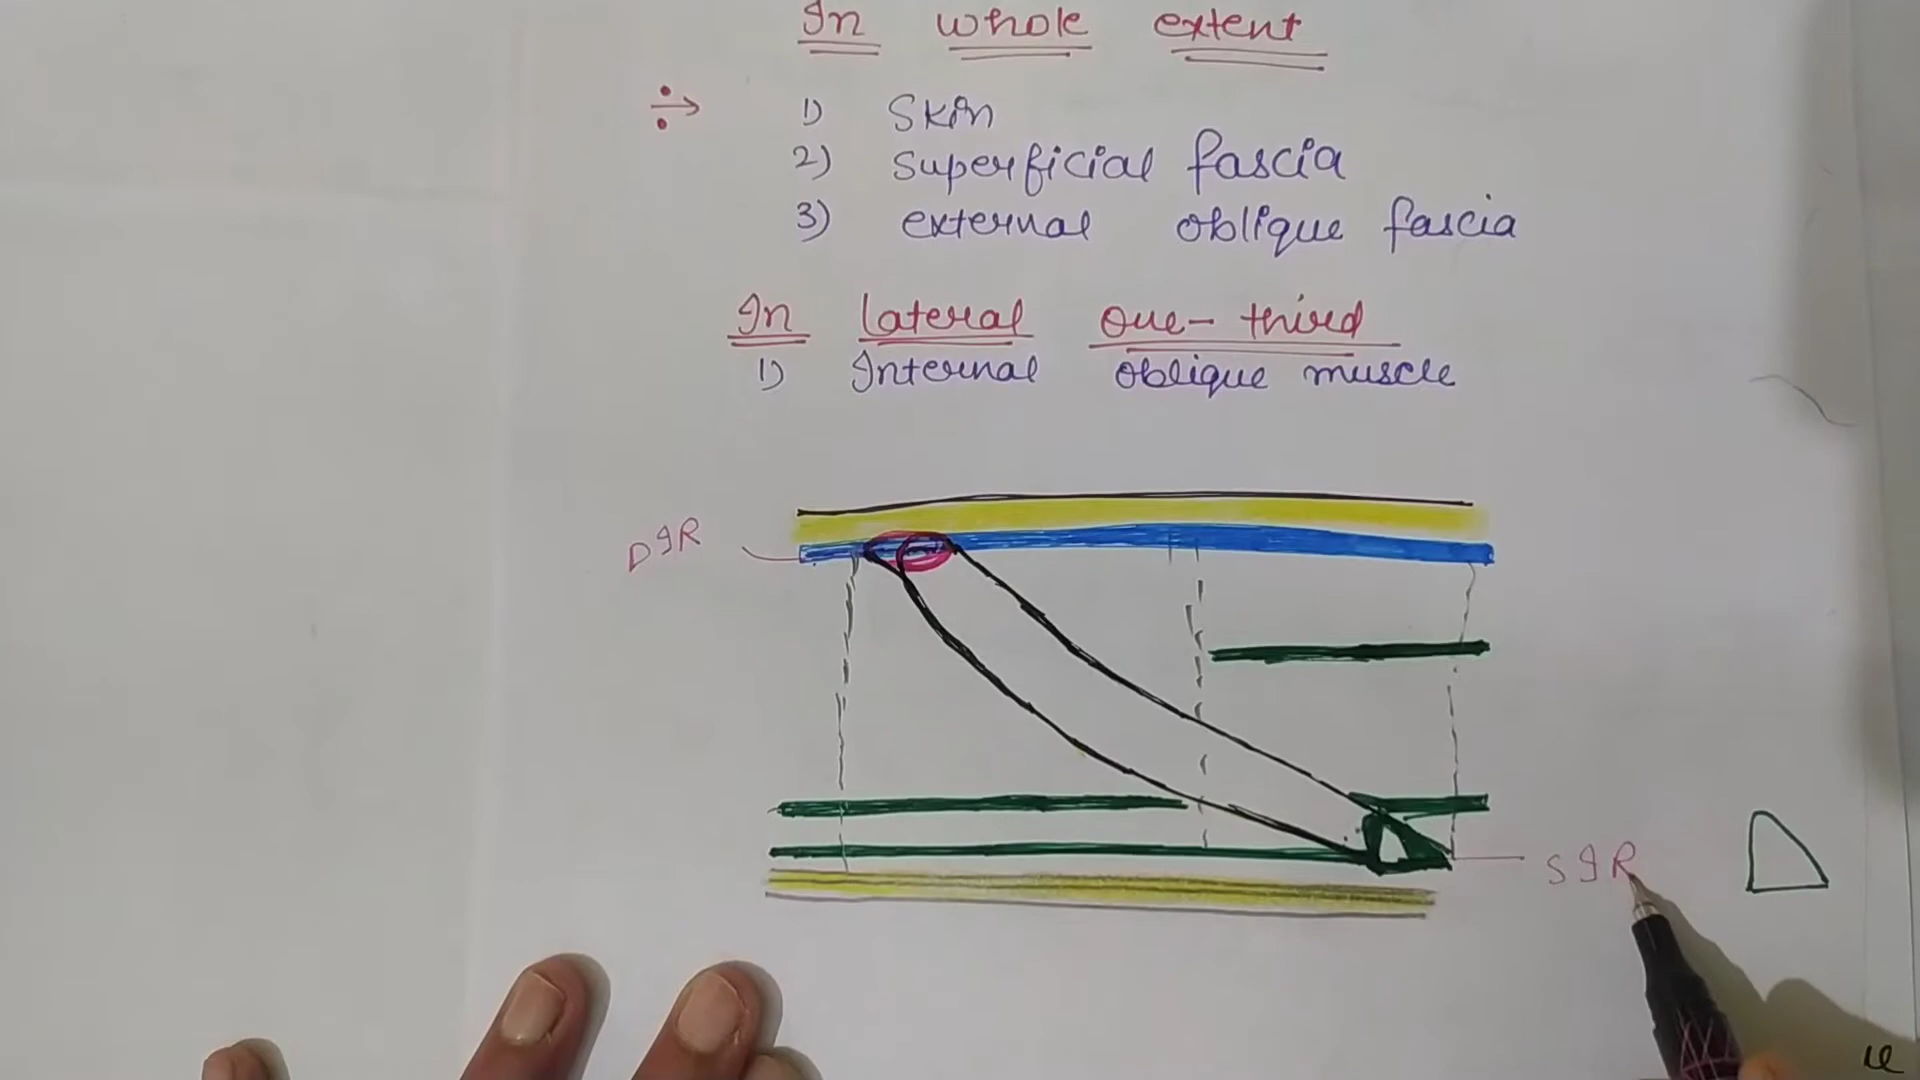 In whole extent
1) Skin
2) superficial fascia
3) external oblique fascia
In lateral one-third
1) Internal oblique muscle
DIR
SIR